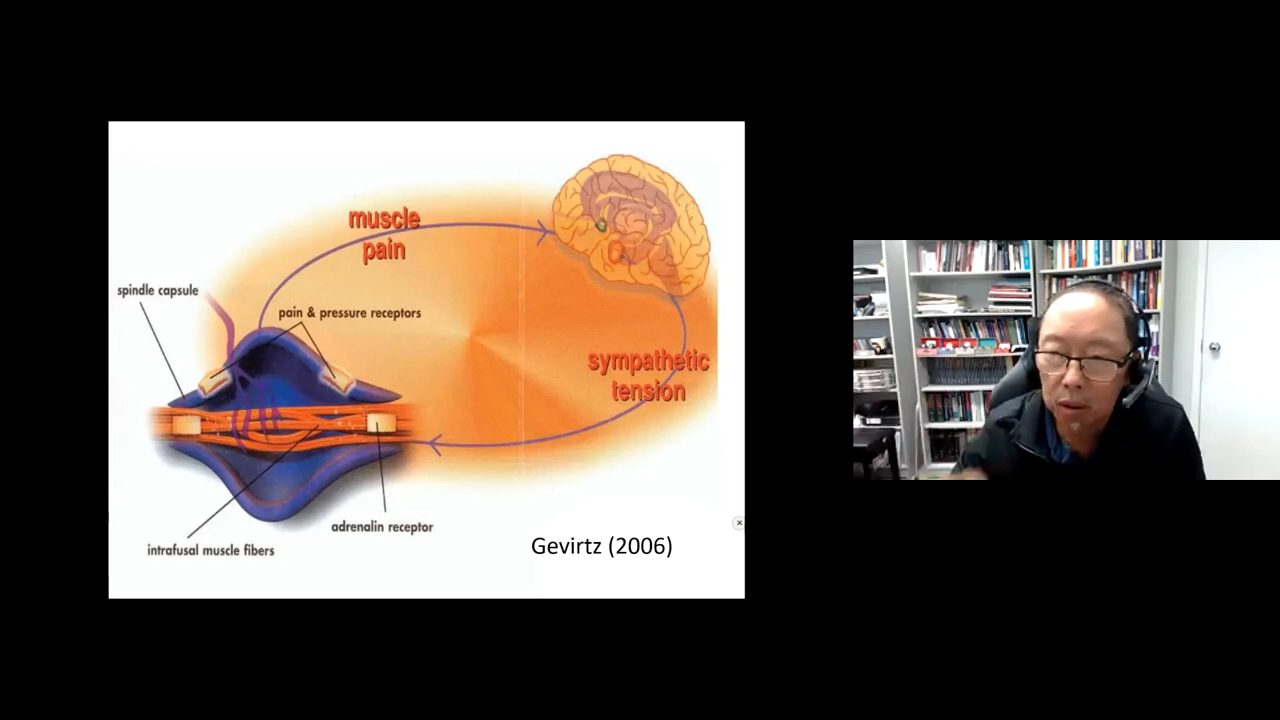 muscle
pain
spindle capsule
pain & pressure receptors
sympathetic
tension
adrenalin receptor
intrafusal muscle fibers
Gevirtz (2006)